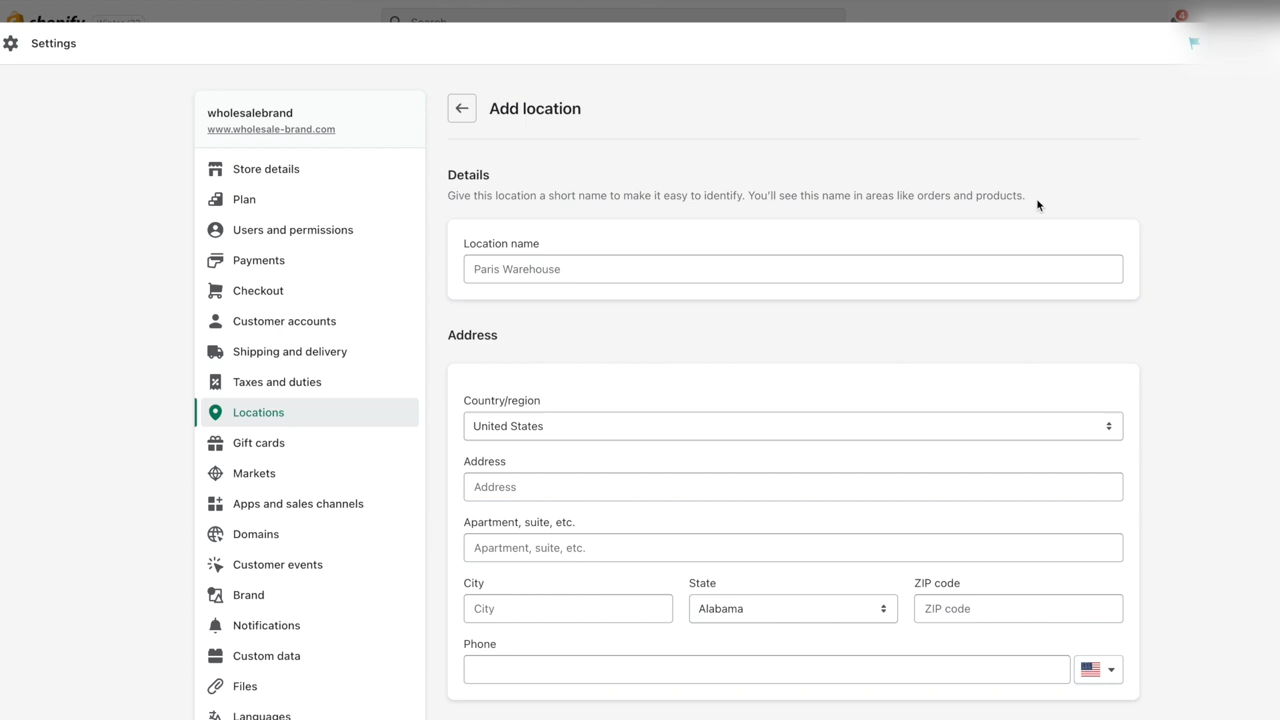 shopify
Search
4
Settings
wholesalebrand
www.wholesale-brand.com
Store details
Plan
Users and permissions
Payments
Checkout
Customer accounts
Shipping and delivery
Taxes and duties
Locations
Gift cards
Markets
Apps and sales channels
Domains
Customer events
Brand
Notifications
Custom data
Files
Languages
Add location
Details
Give this location a short name to make it easy to identify. You’ll see this name in areas like orders and products.
Location name
Paris Warehouse
Address
Country/region
United States
Address
Address
Apartment, suite, etc.
Apartment, suite, etc.
City State ZIP code
City Alabama ZIP code
Phone